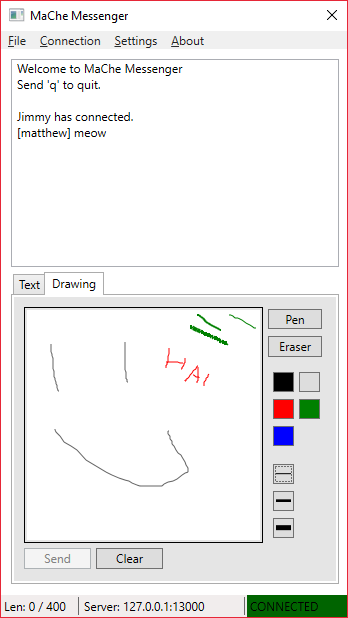 MaChe Messenger
File Connection Settings About
Welcome to MaChe Messenger
Send 'q' to quit.
Jimmy has connected.
[matthew] meow
Text Drawing
HAI
Pen
Eraser
Send Clear
Len: 0 / 400 Server: 127.0.0.1:13000 CONNECTED